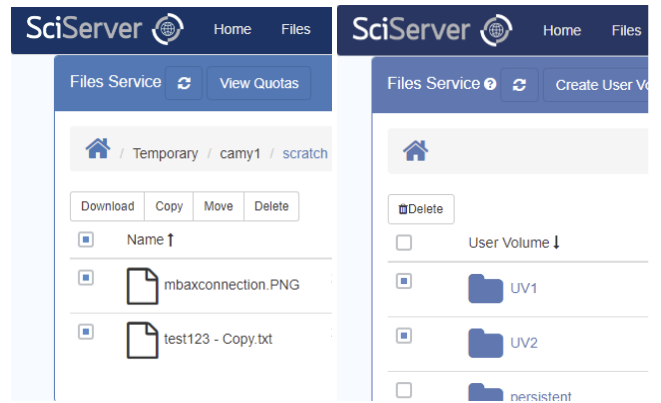 SciServer Home Files
Files Service View Quotas
/ Temporary / camy1 / scratch
Download Copy Move Delete
Name
mbaxconnection.PNG
test123 - Copy.txt
SciServer Home Files
Files Service ? Create User Vo
Delete
User Volume
UV1
UV2
persistent